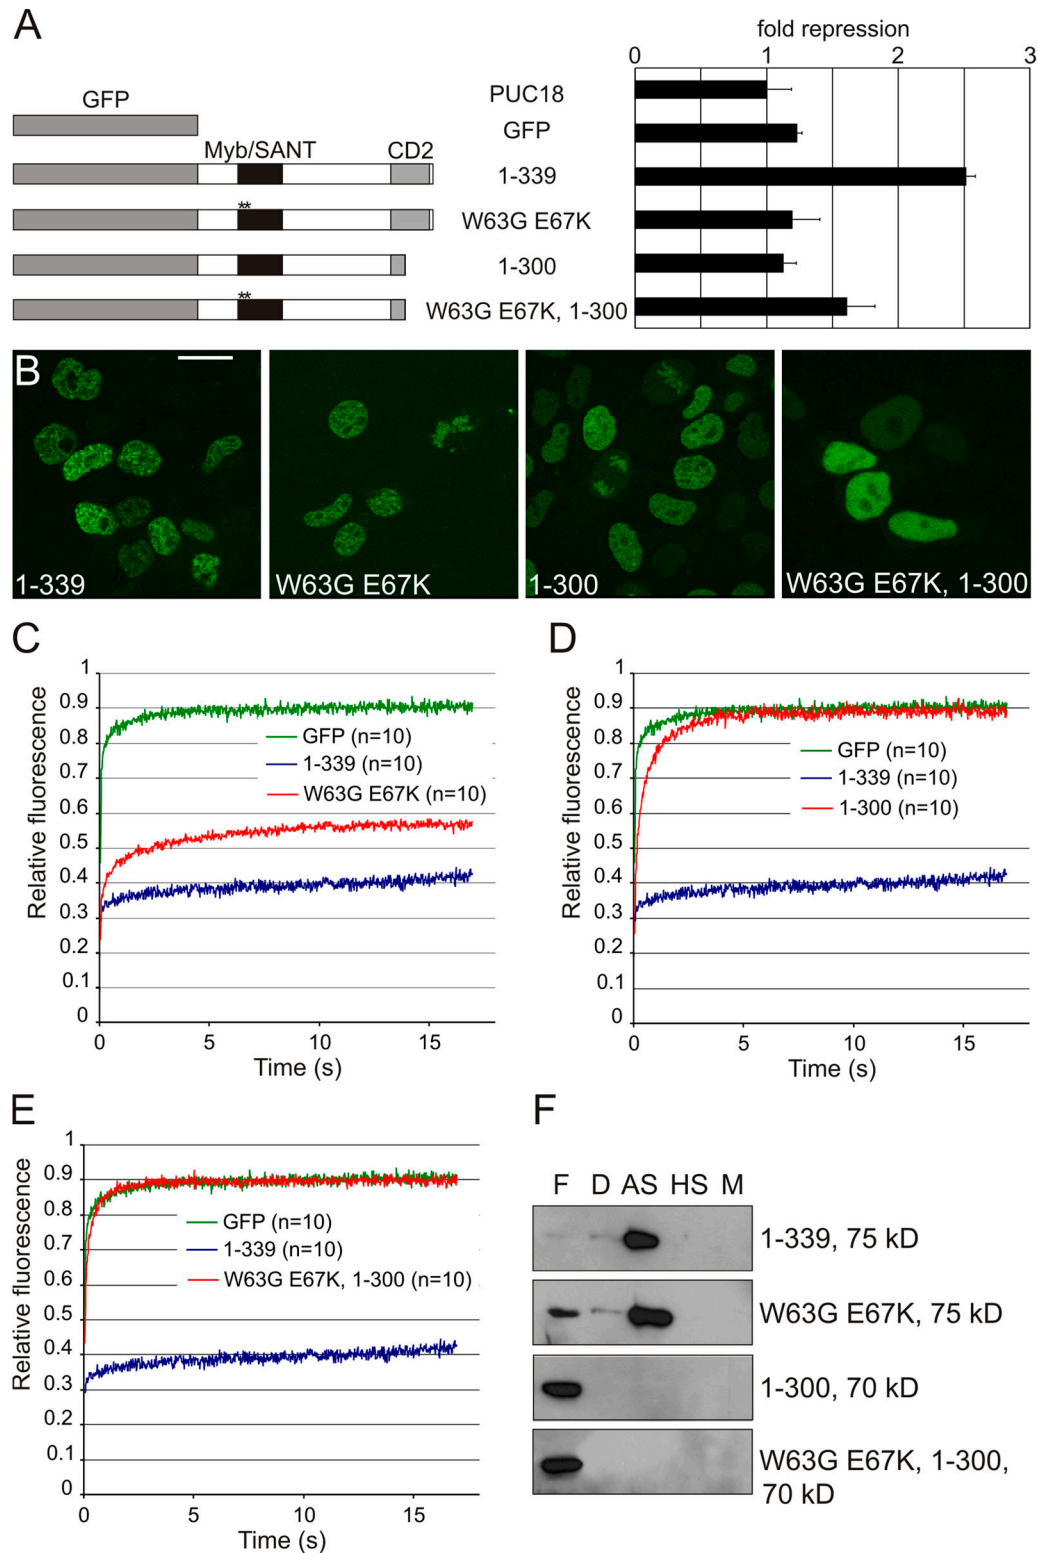 A
fold repression
0 1 2 3
GFP
PUC18
GFP
Myb/SANT CD2
1-339
**
W63G E67K
1-300
**
W63G E67K, 1-300
B
1-339
W63G E67K
1-300
W63G E67K, 1-300
C
Relative fluorescence
1
0.9
0.8
0.7
0.6
0.5
0.4
0.3
0.2
0.1
0
GFP (n=10)
1-339 (n=10)
W63G E67K (n=10)
0 5 10 15
Time (s)
D
Relative fluorescence
1
0.9
0.8
0.7
0.6
0.5
0.4
0.3
0.2
0.1
0
GFP (n=10)
1-339 (n=10)
1-300 (n=10)
0 5 10 15
Time (s)
E
Relative fluorescence
1
0.9
0.8
0.7
0.6
0.5
0.4
0.3
0.2
0.1
0
GFP (n=10)
1-339 (n=10)
W63G E67K, 1-300 (n=10)
0 5 10 15
Time (s)
F
F D AS HS M
1-339, 75 kD
W63G E67K, 75 kD
1-300, 70 kD
W63G E67K, 1-300,
70 kD